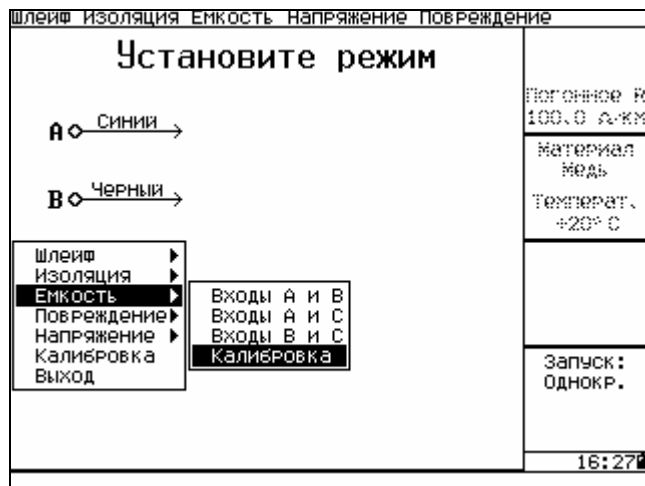 Шлейф Изоляция Емкость Напряжение Повреждение
Установите режим
A Синий
B Черный
Погонное R
100.0 Ω/км
Материал
Медь
Температ.
+20° C
Шлейф
Изоляция
Емкость
Повреждение
Напряжение
Калибровка
Выход
Входы A и B
Входы A и C
Входы B и C
Калибровка
Запуск:
Однокр.
16:27